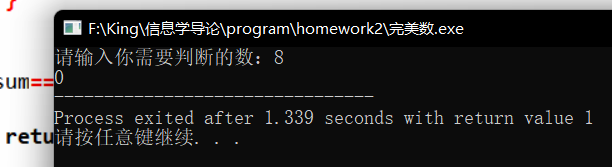 }
F:\King\信息学导论\program\homework2\完美数.exe
请输入你需要判断的数：8
sum==
0
--------------------------------
Process exited after 1.339 seconds with return value 1
retu
请按任意键继续. . .